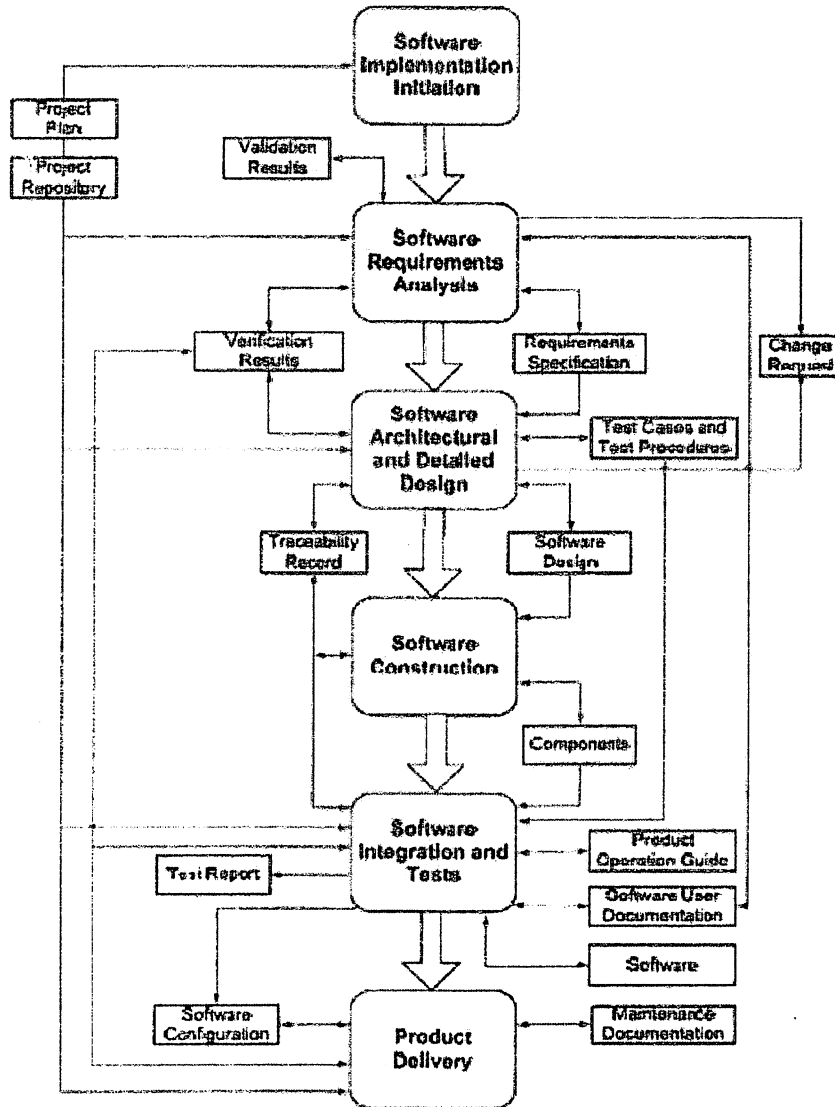 Software
Implementation
Initiation
Project
Plan
Validation
Results
Project
Repository
Software
Requirements
Analysis
Verification
Results
Requirements
Specification
Change
Request
Software
Architectural
and Detailed
Design
Test Cases and
Test Procedures
Traceability
Record
Software
Design
Software
Construction
Components
Software
Integration and
Tests
Product
Operation Guide
Test Report
Software User
Documentation
Software
Software
Configuration
Product
Delivery
Maintenance
Documentation